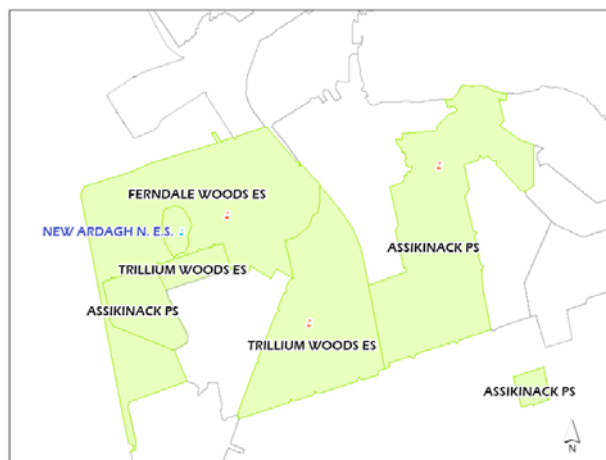 FERNDALE WOODS ES
NEW ARDAGH N. E.S.
ASSIKINACK PS
TRILLIUM WOODS ES
ASSIKINACK PS
TRILLIUM WOODS ES
ASSIKINACK PS
N